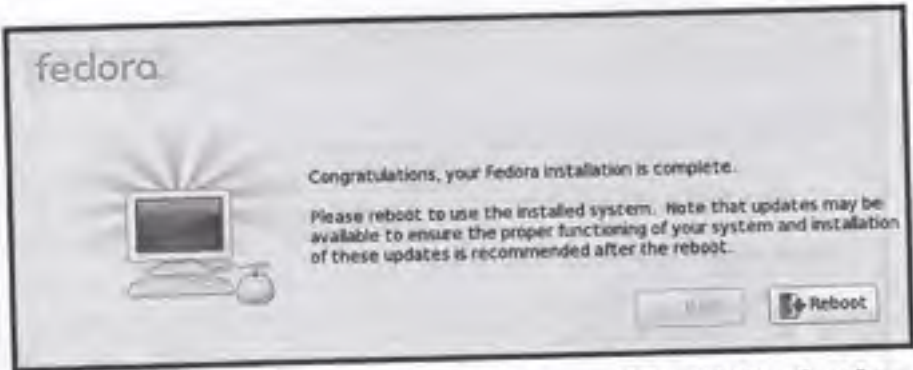 fedora
Congratulations, your Fedora installation is complete.
Please reboot to use the installed system. Note that updates may be
available to ensure the proper functioning of your system and installation
of these updates is recommended after the reboot.
Reboot